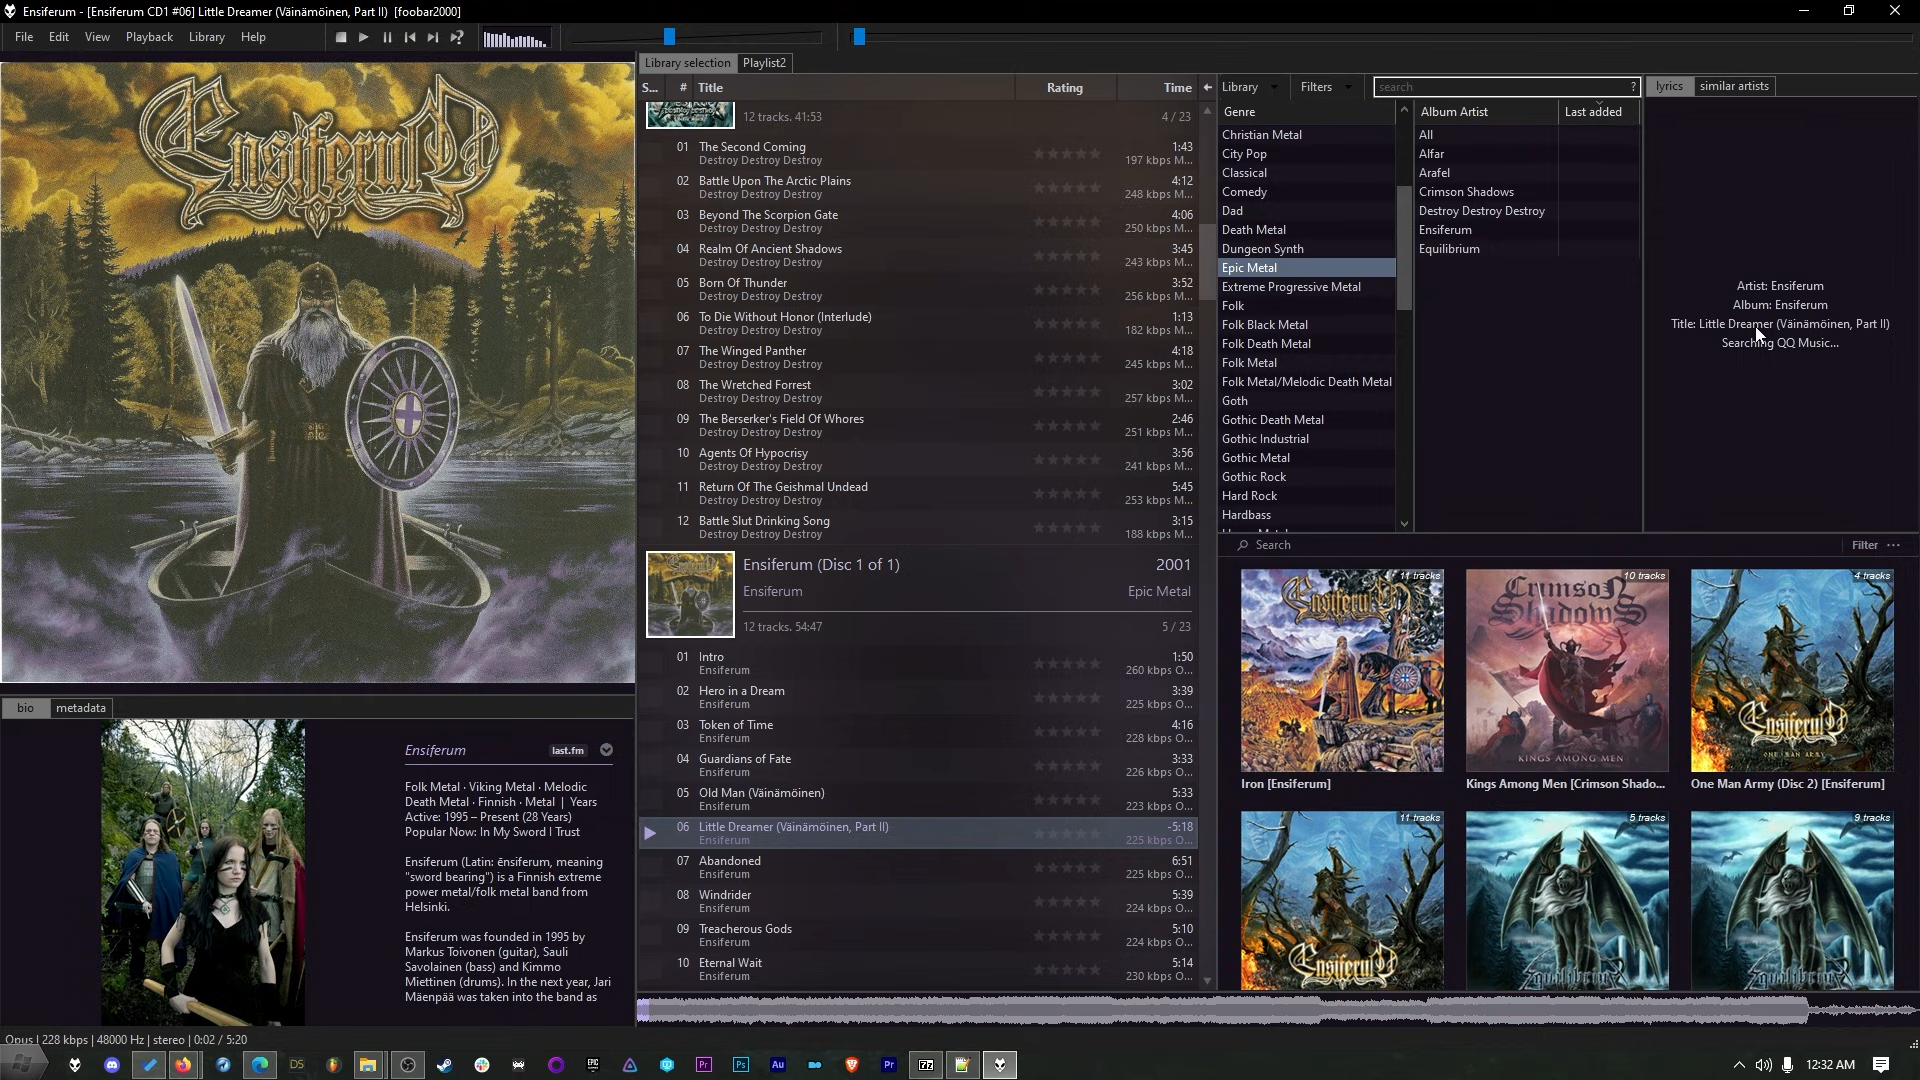 Ensiferum - [Ensiferum CD1 #06] Little Dreamer (Väinämöinen, Part II)  [foobar2000]
File Edit View Playback Library Help
Library selection Playlist2
S... # Title Rating Time
12 tracks. 41:53 4 / 23
01 The Second Coming 1:43
Destroy Destroy Destroy 197 kbps M...
02 Battle Upon The Arctic Plains 4:12
Destroy Destroy Destroy 248 kbps M...
03 Beyond The Scorpion Gate 4:06
Destroy Destroy Destroy 250 kbps M...
04 Realm Of Ancient Shadows 3:45
Destroy Destroy Destroy 243 kbps M...
05 Born Of Thunder 3:52
Destroy Destroy Destroy 256 kbps M...
06 To Die Without Honor (Interlude) 1:13
Destroy Destroy Destroy 182 kbps M...
07 The Winged Panther 4:18
Destroy Destroy Destroy 245 kbps M...
08 The Wretched Forrest 3:02
Destroy Destroy Destroy 257 kbps M...
09 The Berserker's Field Of Whores 2:46
Destroy Destroy Destroy 251 kbps M...
10 Agents Of Hypocrisy 3:56
Destroy Destroy Destroy 241 kbps M...
11 Return Of The Geishmal Undead 5:45
Destroy Destroy Destroy 253 kbps M...
12 Battle Slut Drinking Song 3:15
Destroy Destroy Destroy 188 kbps M...
Ensiferum (Disc 1 of 1) 2001
Ensiferum Epic Metal
12 tracks. 54:47 5 / 23
01 Intro 1:50
Ensiferum 260 kbps O...
02 Hero in a Dream 3:39
Ensiferum 225 kbps O...
03 Token of Time 4:16
Ensiferum 228 kbps O...
04 Guardians of Fate 3:33
Ensiferum 226 kbps O...
05 Old Man (Väinämöinen) 5:33
Ensiferum 223 kbps O...
06 Little Dreamer (Väinämöinen, Part II) -5:18
Ensiferum 225 kbps O...
07 Abandoned 6:51
Ensiferum 225 kbps O...
08 Windrider 5:39
Ensiferum 224 kbps O...
09 Treacherous Gods 5:10
Ensiferum 224 kbps O...
10 Eternal Wait 5:14
Ensiferum 230 kbps O...
Library Filters search ?
Genre
Christian Metal
City Pop
Classical
Comedy
Dad
Death Metal
Dungeon Synth
Epic Metal
Extreme Progressive Metal
Folk
Folk Black Metal
Folk Death Metal
Folk Metal
Folk Metal/Melodic Death Metal
Goth
Gothic Death Metal
Gothic Industrial
Gothic Metal
Gothic Rock
Hard Rock
Hardbass
Album Artist Last added
All
Alfar
Arafel
Crimson Shadows
Destroy Destroy Destroy
Ensiferum
Equilibrium
lyrics similar artists
Artist: Ensiferum
Album: Ensiferum
Title: Little Dreamer (Väinämöinen, Part II)
Searching QQ Music...
Search Filter ...
11 tracks 10 tracks 4 tracks
Ensiferum
Crimson
Shadows
KINGS AMONG MEN
Ensiferum
ONE MAN ARMY
Iron [Ensiferum] Kings Among Men [Crimson Shado... One Man Army (Disc 2) [Ensiferum]
11 tracks 5 tracks 9 tracks
Ensiferum Equilibrium Equilibrium
Ensiferum
bio metadata
Ensiferum last.fm
Folk Metal · Viking Metal · Melodic
Death Metal · Finnish · Metal | Years
Active: 1995 – Present (28 Years)
Popular Now: In My Sword I Trust
Ensiferum (Latin: ēnsiferum, meaning
"sword bearing") is a Finnish extreme
power metal/folk metal band from
Helsinki.
Ensiferum was founded in 1995 by
Markus Toivonen (guitar), Sauli
Savolainen (bass) and Kimmo
Miettinen (drums). In the next year, Jari
Mäenpää was taken into the band as
Opus | 228 kbps | 48000 Hz | stereo | 0:02 / 5:20
DS EPIC Pr Ps Au Pr 7z
12:32 AM